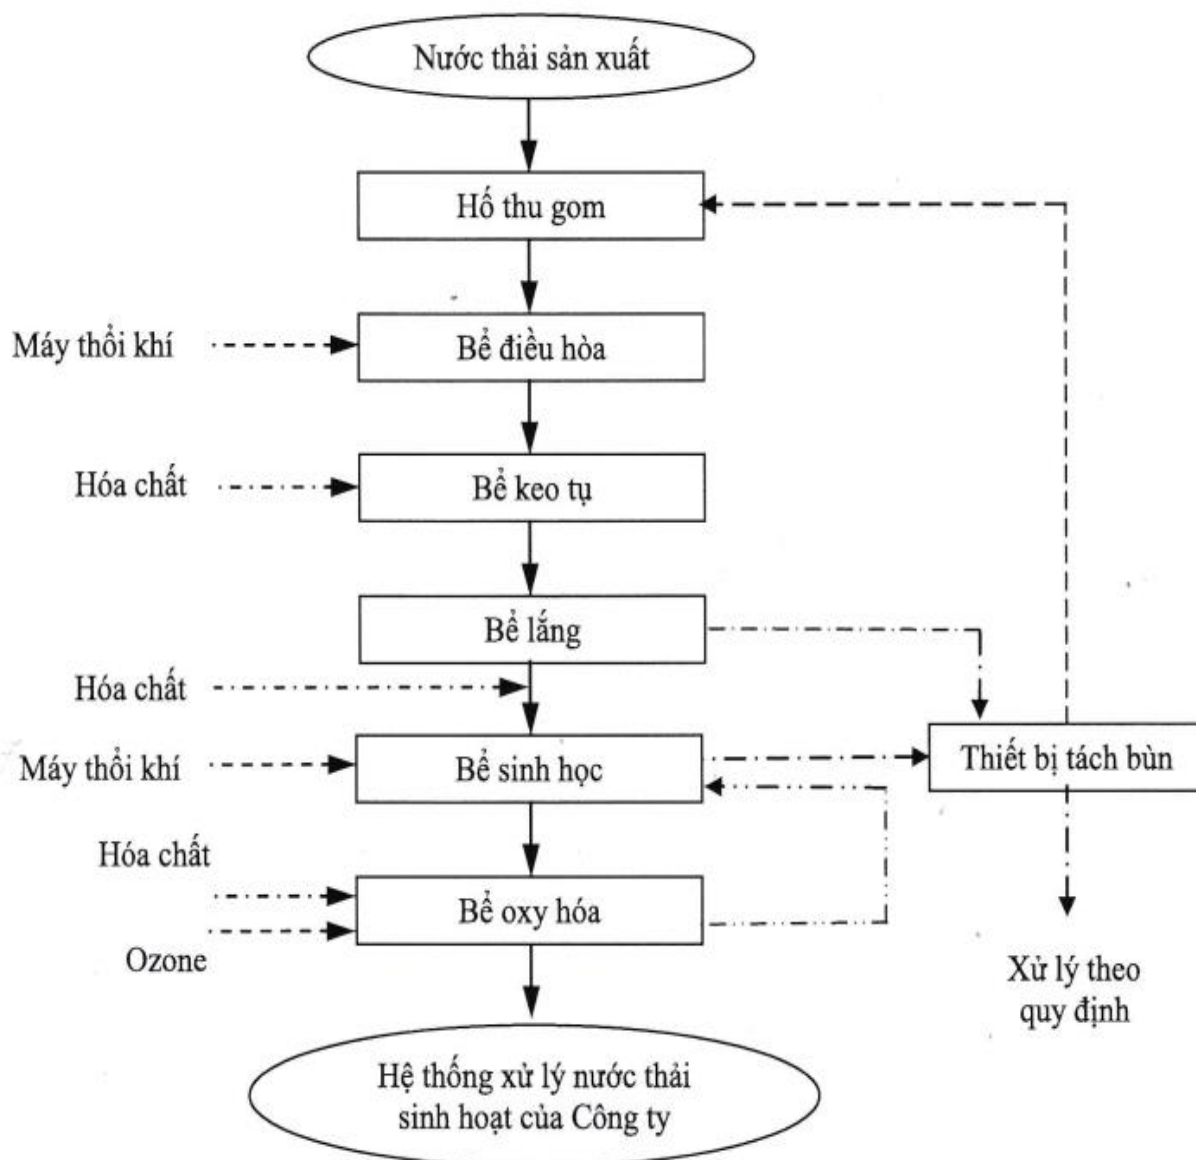 Nước thải sản xuất
Hố thu gom
Máy thổi khí
Bể điều hòa
Hóa chất
Bể keo tụ
Bể lắng
Hóa chất
Máy thổi khí
Bể sinh học
Thiết bị tách bùn
Hóa chất
Bể oxy hóa
Ozone
Xử lý theo
quy định
Hệ thống xử lý nước thải
sinh hoạt của Công ty